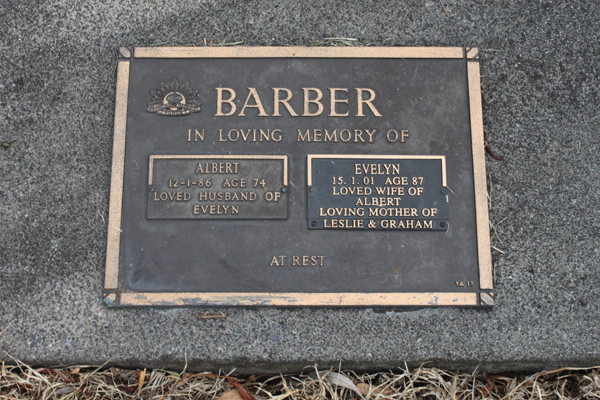 BARBER
IN LOVING MEMORY OF
ALBERT
12-1-86 AGE 74
LOVED HUSBAND OF
EVELYN
EVELYN
15.1.01 AGE 87
LOVED WIFE OF
ALBERT
LOVING MOTHER OF
LESLIE & GRAHAM
AT REST